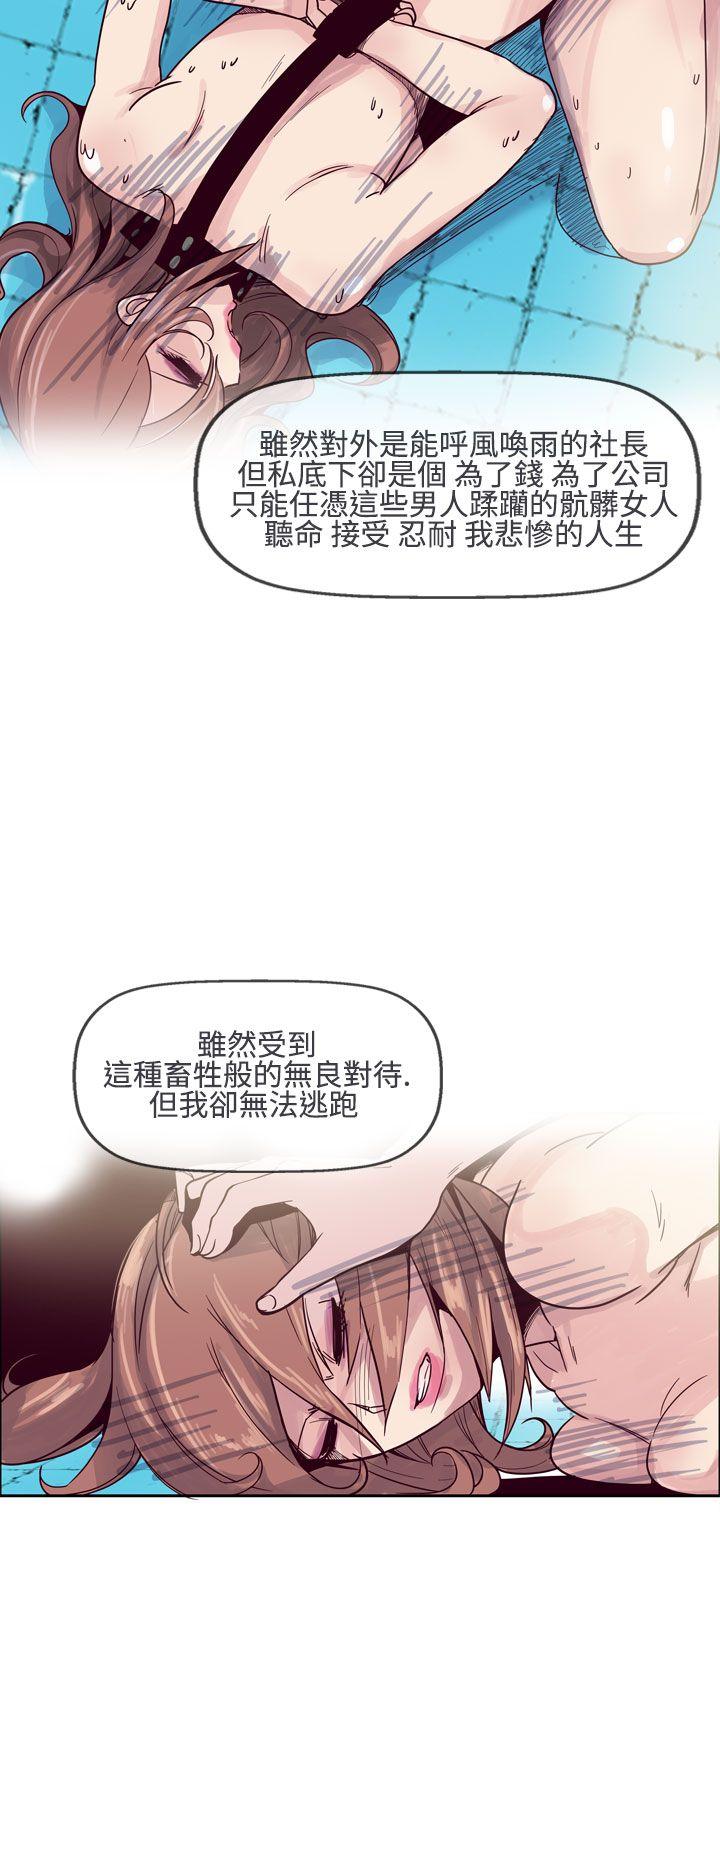 雖然對外是能呼風喚雨的社長
但私底下卻是個 為了錢 為了公司
只能任憑這些男人蹂躪的骯髒女人
聽命 接受 忍耐 我悲慘的人生
雖然受到
這種畜牲般的無良對待.
但我卻無法逃跑